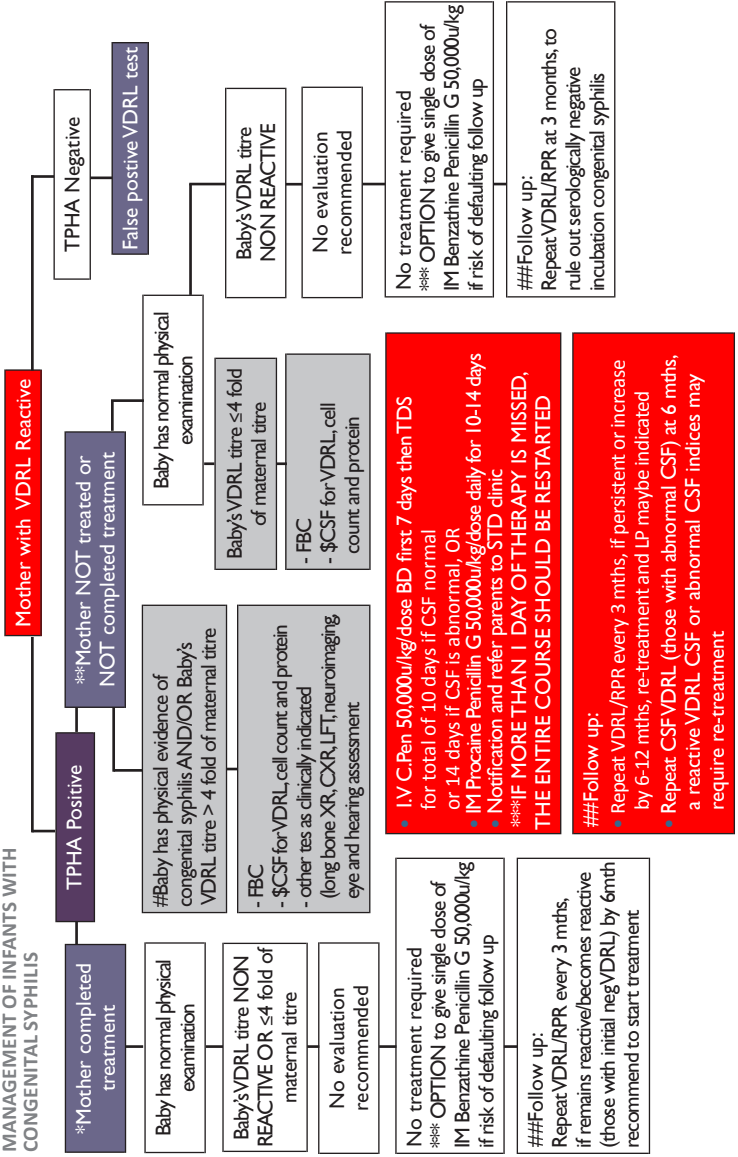 MANAGEMENT OF INFANTS WITH
CONGENITAL SYPHILIS
Mother with VDRL Reactive
TPHA Positive
TPHA Negative
False postive VDRL test
*Mother completed
treatment
**Mother NOT treated or
NOT completed treatment
Baby has normal physical
examination
Baby's VDRL titre NON
REACTIVE OR ≤4 fold of
maternal titre
No evaluation
recommended
No treatment required
*** OPTION to give single dose of
IM Benzathine Penicillin G 50,000u/kg
if risk of defaulting follow up
##Follow up:
Repeat VDRL/RPR every 3 mths,
if remains reactive/becomes reactive
(those with initial neg VDRL) by 6mth
recommend to start treatment
#Baby has physical evidence of
congenital syphilis AND/OR Baby's
VDRL titre > 4 fold of maternal titre
- FBC
- $CSF for VDRL, cell count and protein
- other tes as clinically indicated
(long bone XR, CXR, LFT, neuroimaging,
eye and hearing assessment
Baby has normal physical
examination
Baby's VDRL titre ≤4 fold
of maternal titre
- FBC
- $CSF for VDRL, cell
count and protein
• I.V C.Pen 50,000u/kg/dose BD first 7 days then TDS
for total of 10 days if CSF normal
or 14 days if CSF is abnormal, OR
• IM Procaine Penicillin G 50,000u/kg/dose daily for 10-14 days
• Notification and refer parents to STD clinic
***IF MORE THAN 1 DAY OF THERAPY IS MISSED,
THE ENTIRE COURSE SHOULD BE RESTARTED
##Follow up:
• Repeat VDRL/RPR every 3 mths, if persistent or increase
by 6-12 mths, re-treatment and LP maybe indicated
• Repeat CSF VDRL (those with abnormal CSF) at 6 mths,
a reactive VDRL CSF or abnormal CSF indices may
require re-treatment
Baby's VDRL titre
NON REACTIVE
No evaluation
recommended
No treatment required
*** OPTION to give single dose of
IM Benzathine Penicillin G 50,000u/kg
if risk of defaulting follow up
##Follow up:
Repeat VDRL/RPR at 3 months, to
rule out serologically negative
incubation congenital syphilis